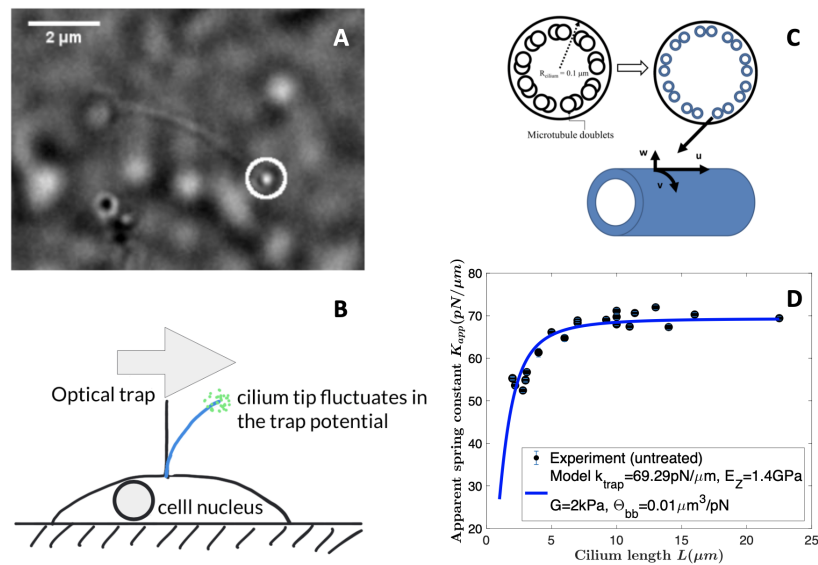 2 µm
A
B
Optical trap
cilium tip fluctuates in
the trap potential
celll nucleus
C
R_cilium = 0.1 µm
Microtubule doublets
w
u
v
D
Apparent spring constant K_app(pN/µm)
80
70
60
50
40
30
20
Experiment (untreated)
Model k_trap=69.29pN/µm, E_Z=1.4GPa
G=2kPa, Θ_bb=0.01µm³/pN
0
5
10
15
20
25
Cilium length L(µm)